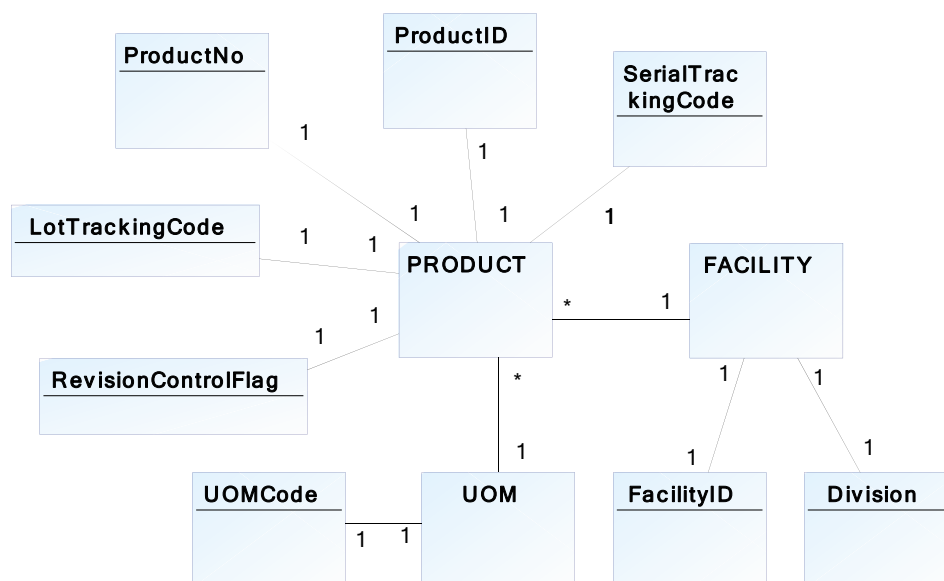 ProductID
ProductNo
SerialTrac
kingCode
1
1
1
1
1
LotTrackingCode
1
1
PRODUCT
FACILITY
*
1
1
1
RevisionControlFlag
*
1
1
1
1
1
UOMCode
UOM
FacilityID
Division
1
1